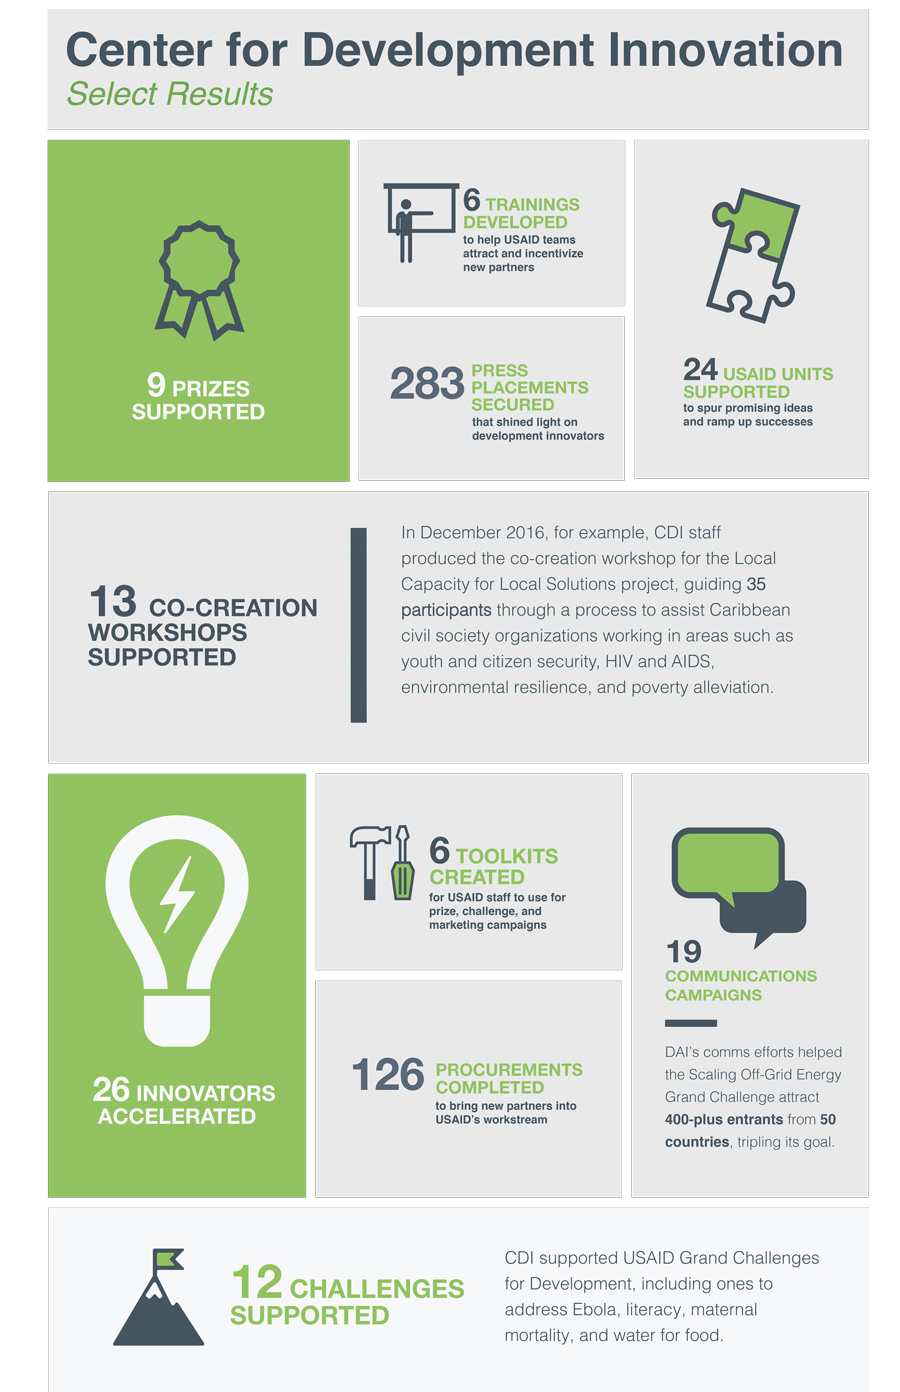 Center for Development Innovation
Select Results
9 PRIZES
SUPPORTED
6 TRAININGS
DEVELOPED
to help USAID teams
attract and incentivize
new partners
283 PRESS
PLACEMENTS
SECURED
that shined light on
development innovators
24 USAID UNITS
SUPPORTED
to spur promising ideas
and ramp up successes
13 CO-CREATION
WORKSHOPS
SUPPORTED
In December 2016, for example, CDI staff
produced the co-creation workshop for the Local
Capacity for Local Solutions project, guiding 35
participants through a process to assist Caribbean
civil society organizations working in areas such as
youth and citizen security, HIV and AIDS,
environmental resilience, and poverty alleviation.
26 INNOVATORS
ACCELERATED
6 TOOLKITS
CREATED
for USAID staff to use for
prize, challenge, and
marketing campaigns
126 PROCUREMENTS
COMPLETED
to bring new partners into
USAID's workstream
19
COMMUNICATIONS
CAMPAIGNS
DAI's comms efforts helped
the Scaling Off-Grid Energy
Grand Challenge attract
400-plus entrants from 50
countries, tripling its goal.
12 CHALLENGES
SUPPORTED
CDI supported USAID Grand Challenges
for Development, including ones to
address Ebola, literacy, maternal
mortality, and water for food.